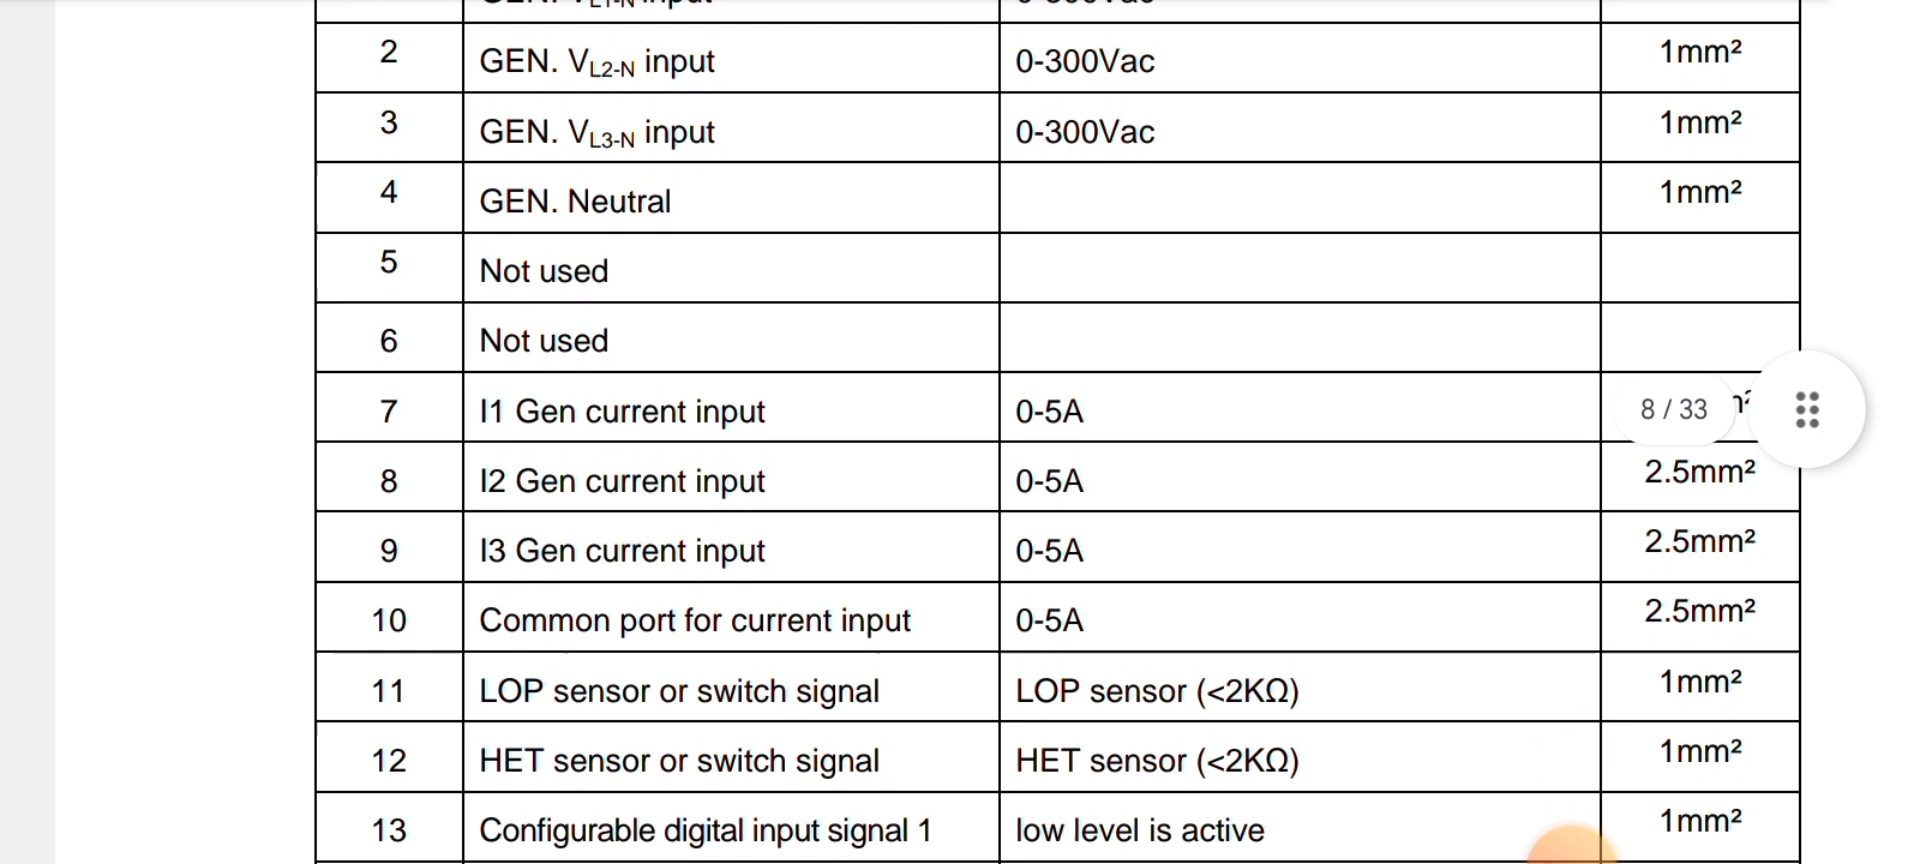 2 GEN. VL2-N input 0-300Vac 1mm²
3 GEN. VL3-N input 0-300Vac 1mm²
4 GEN. Neutral 1mm²
5 Not used
6 Not used
7 I1 Gen current input 0-5A
8 / 33
8 I2 Gen current input 0-5A 2.5mm²
9 I3 Gen current input 0-5A 2.5mm²
10 Common port for current input 0-5A 2.5mm²
11 LOP sensor or switch signal LOP sensor (<2KΩ) 1mm²
12 HET sensor or switch signal HET sensor (<2KΩ) 1mm²
13 Configurable digital input signal 1 low level is active 1mm²